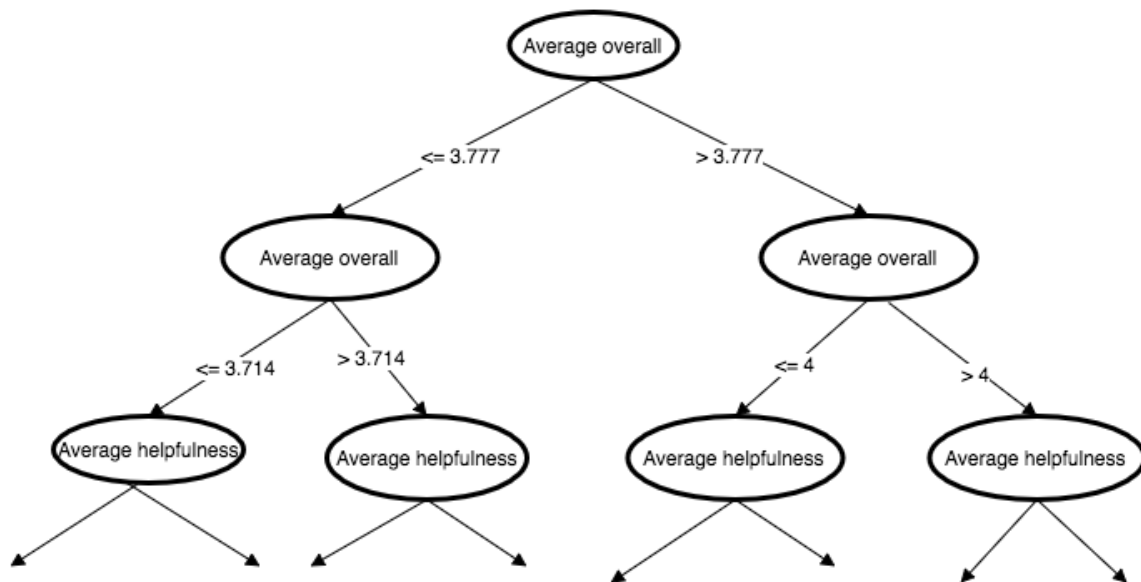 Average overall
<= 3.777
> 3.777
Average overall
Average overall
<= 3.714
> 3.714
<= 4
> 4
Average helpfulness
Average helpfulness
Average helpfulness
Average helpfulness